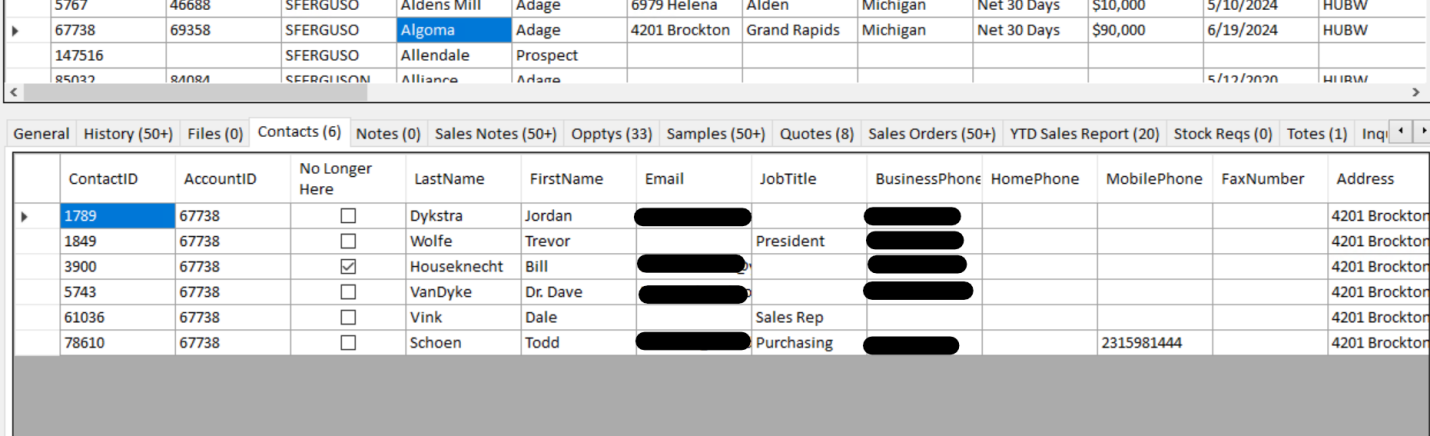 5767 46688 SFERGUSO Aldens Mill Adage 6979 Helena Alden Michigan Net 30 Days $10,000 5/10/2024 HUBW
67738 69358 SFERGUSO Algoma Adage 4201 Brockton Grand Rapids Michigan Net 30 Days $90,000 6/19/2024 HUBW
147516 SFERGUSO Allendale Prospect
85032 84084 SFERGUSON Alliance Adage 5/12/2020 HUBW
General History (50+) Files (0) Contacts (6) Notes (0) Sales Notes (50+) Opptys (33) Samples (50+) Quotes (8) Sales Orders (50+) YTD Sales Report (20) Stock Reqs (0) Totes (1) Inqu
ContactID AccountID No Longer Here LastName FirstName Email JobTitle BusinessPhone HomePhone MobilePhone FaxNumber Address
1789 67738 Dykstra Jordan 4201 Brockton
1849 67738 Wolfe Trevor President 4201 Brockton
3900 67738 Houseknecht Bill 4201 Brockton
5743 67738 VanDyke Dr. Dave 4201 Brockton
61036 67738 Vink Dale Sales Rep 4201 Brockton
78610 67738 Schoen Todd Purchasing 2315981444 4201 Brockton